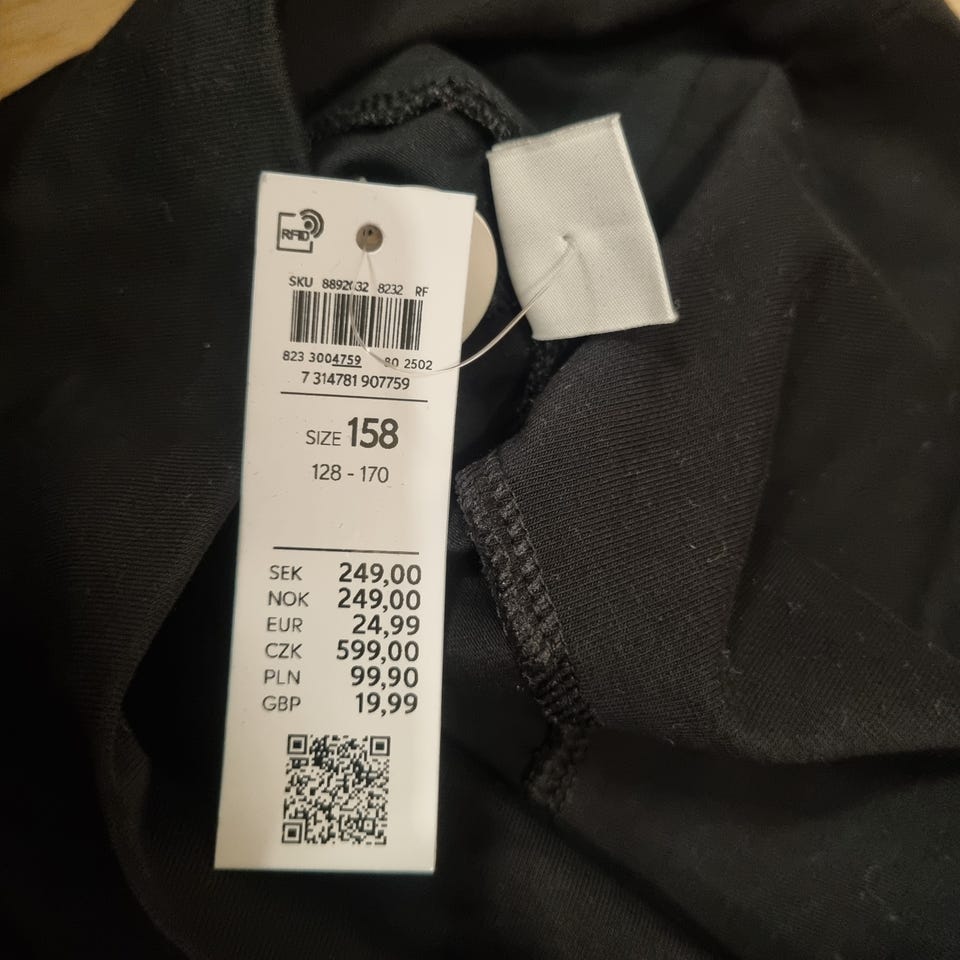 RFID
SKU 8892032 8232 RF
823 3004759 80 2502
7 314781 907759
SIZE 158
128 - 170
SEK 249,00
NOK 249,00
EUR 24,99
CZK 599,00
PLN 99,90
GBP 19,99